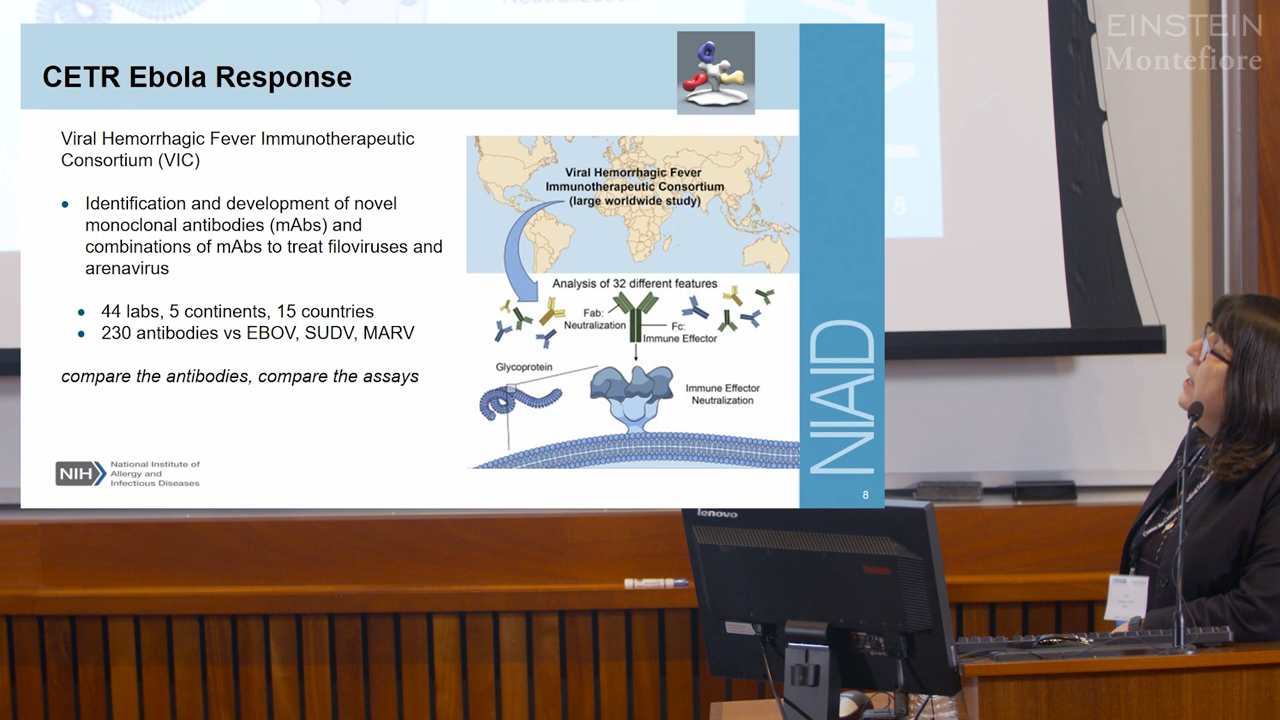 EINSTEIN
Montefiore
CETR Ebola Response
Viral Hemorrhagic Fever Immunotherapeutic
Consortium (VIC)
Identification and development of novel
monoclonal antibodies (mAbs) and
combinations of mAbs to treat filoviruses and
arenavirus
44 labs, 5 continents, 15 countries
230 antibodies vs EBOV, SUDV, MARV
compare the antibodies, compare the assays
NIH
National Institute of
Allergy and
Infectious Diseases
Viral Hemorrhagic Fever
Immunotherapeutic Consortium
(large worldwide study)
Analysis of 32 different features
Fab:
Neutralization
Fc:
Immune Effector
Glycoprotein
Immune Effector
Neutralization
NIAID
8
8
lenovo